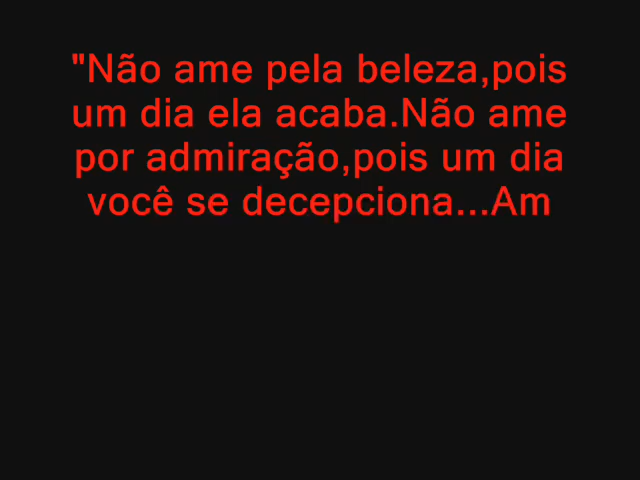 "Não ame pela beleza,pois
um dia ela acaba.Não ame
por admiração,pois um dia
você se decepciona...Am